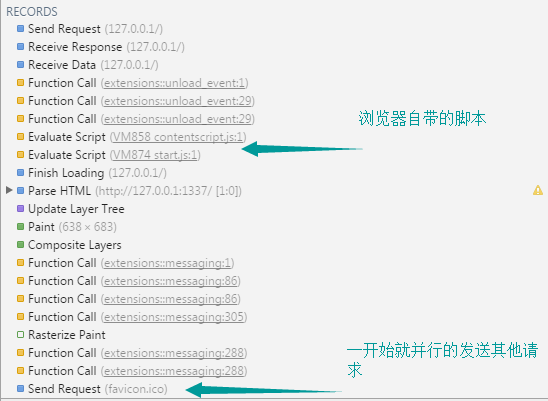 RECORDS
Send Request (127.0.0.1/)
Receive Response (127.0.0.1/)
Receive Data (127.0.0.1/)
Function Call (extensions::unload_event:1)
Function Call (extensions::unload_event:29)
Function Call (extensions::unload_event:29)
浏览器自带的脚本
Evaluate Script (VM858 contentscript.js:1)
Evaluate Script (VM874 start.js:1)
Finish Loading (127.0.0.1/)
Parse HTML (http://127.0.0.1:1337/ [1:0])
Update Layer Tree
Paint (638 × 683)
Composite Layers
Function Call (extensions::messaging:1)
Function Call (extensions::messaging:86)
Function Call (extensions::messaging:86)
Function Call (extensions::messaging:305)
Rasterize Paint
Function Call (extensions::messaging:288)
Function Call (extensions::messaging:288)
一开始就并行的发送其他请
求
Send Request (favicon.ico)